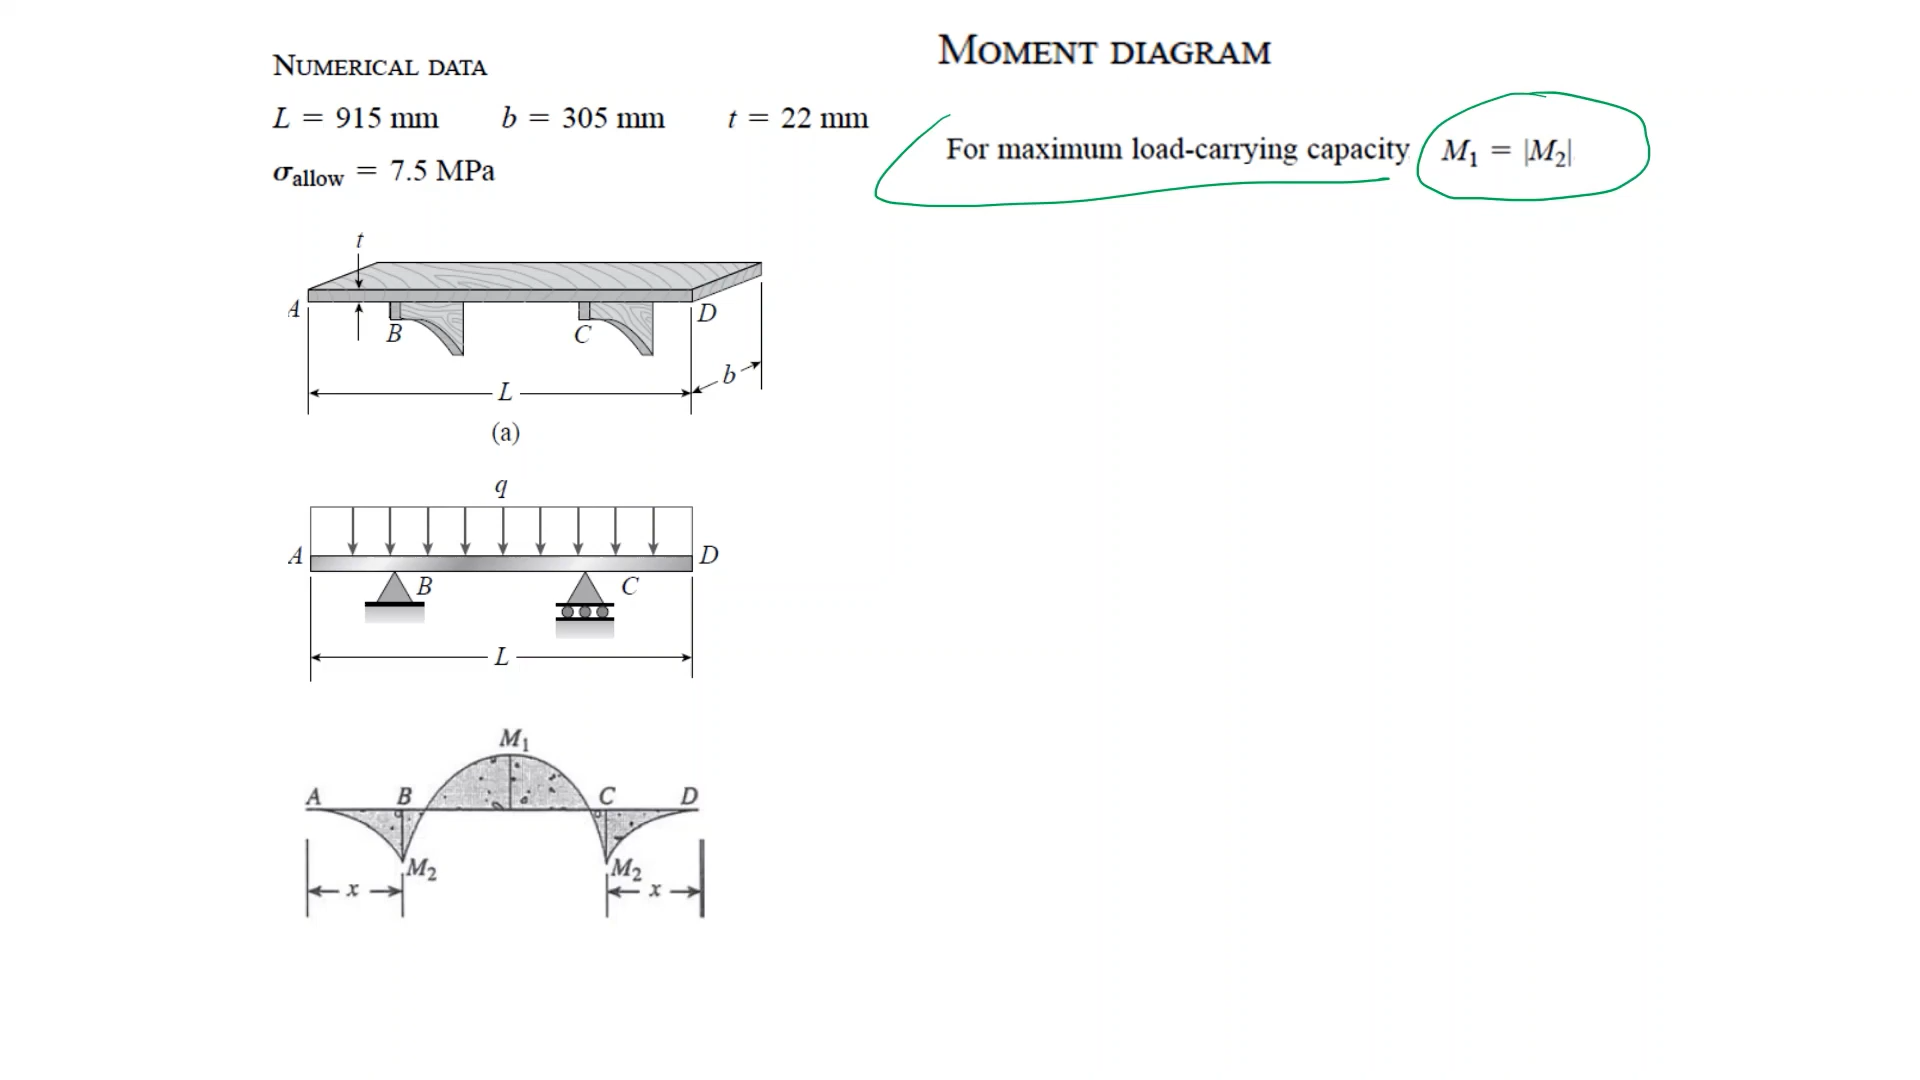 NUMERICAL DATA
L = 915 mm b = 305 mm t = 22 mm
σallow = 7.5 MPa
t
A
B
C
D
b
L
(a)
q
A
D
B
C
L
M1
A B C D
M2 M2
x x
MOMENT DIAGRAM
For maximum load-carrying capacity M1 = |M2|